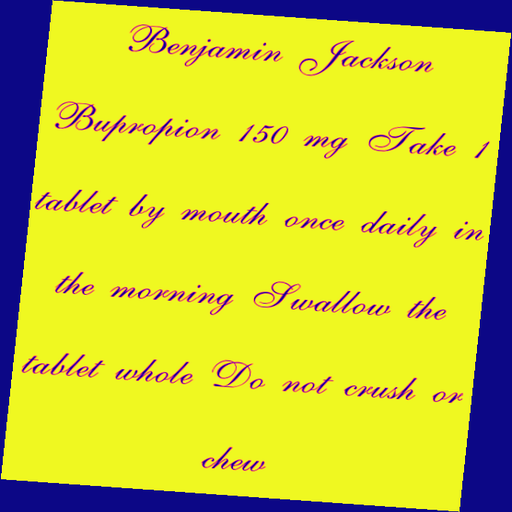 Benjamin Jackson
Bupropion 150 mg Take 1
tablet by mouth once daily in
the morning Swallow the
tablet whole Do not crush or
chew